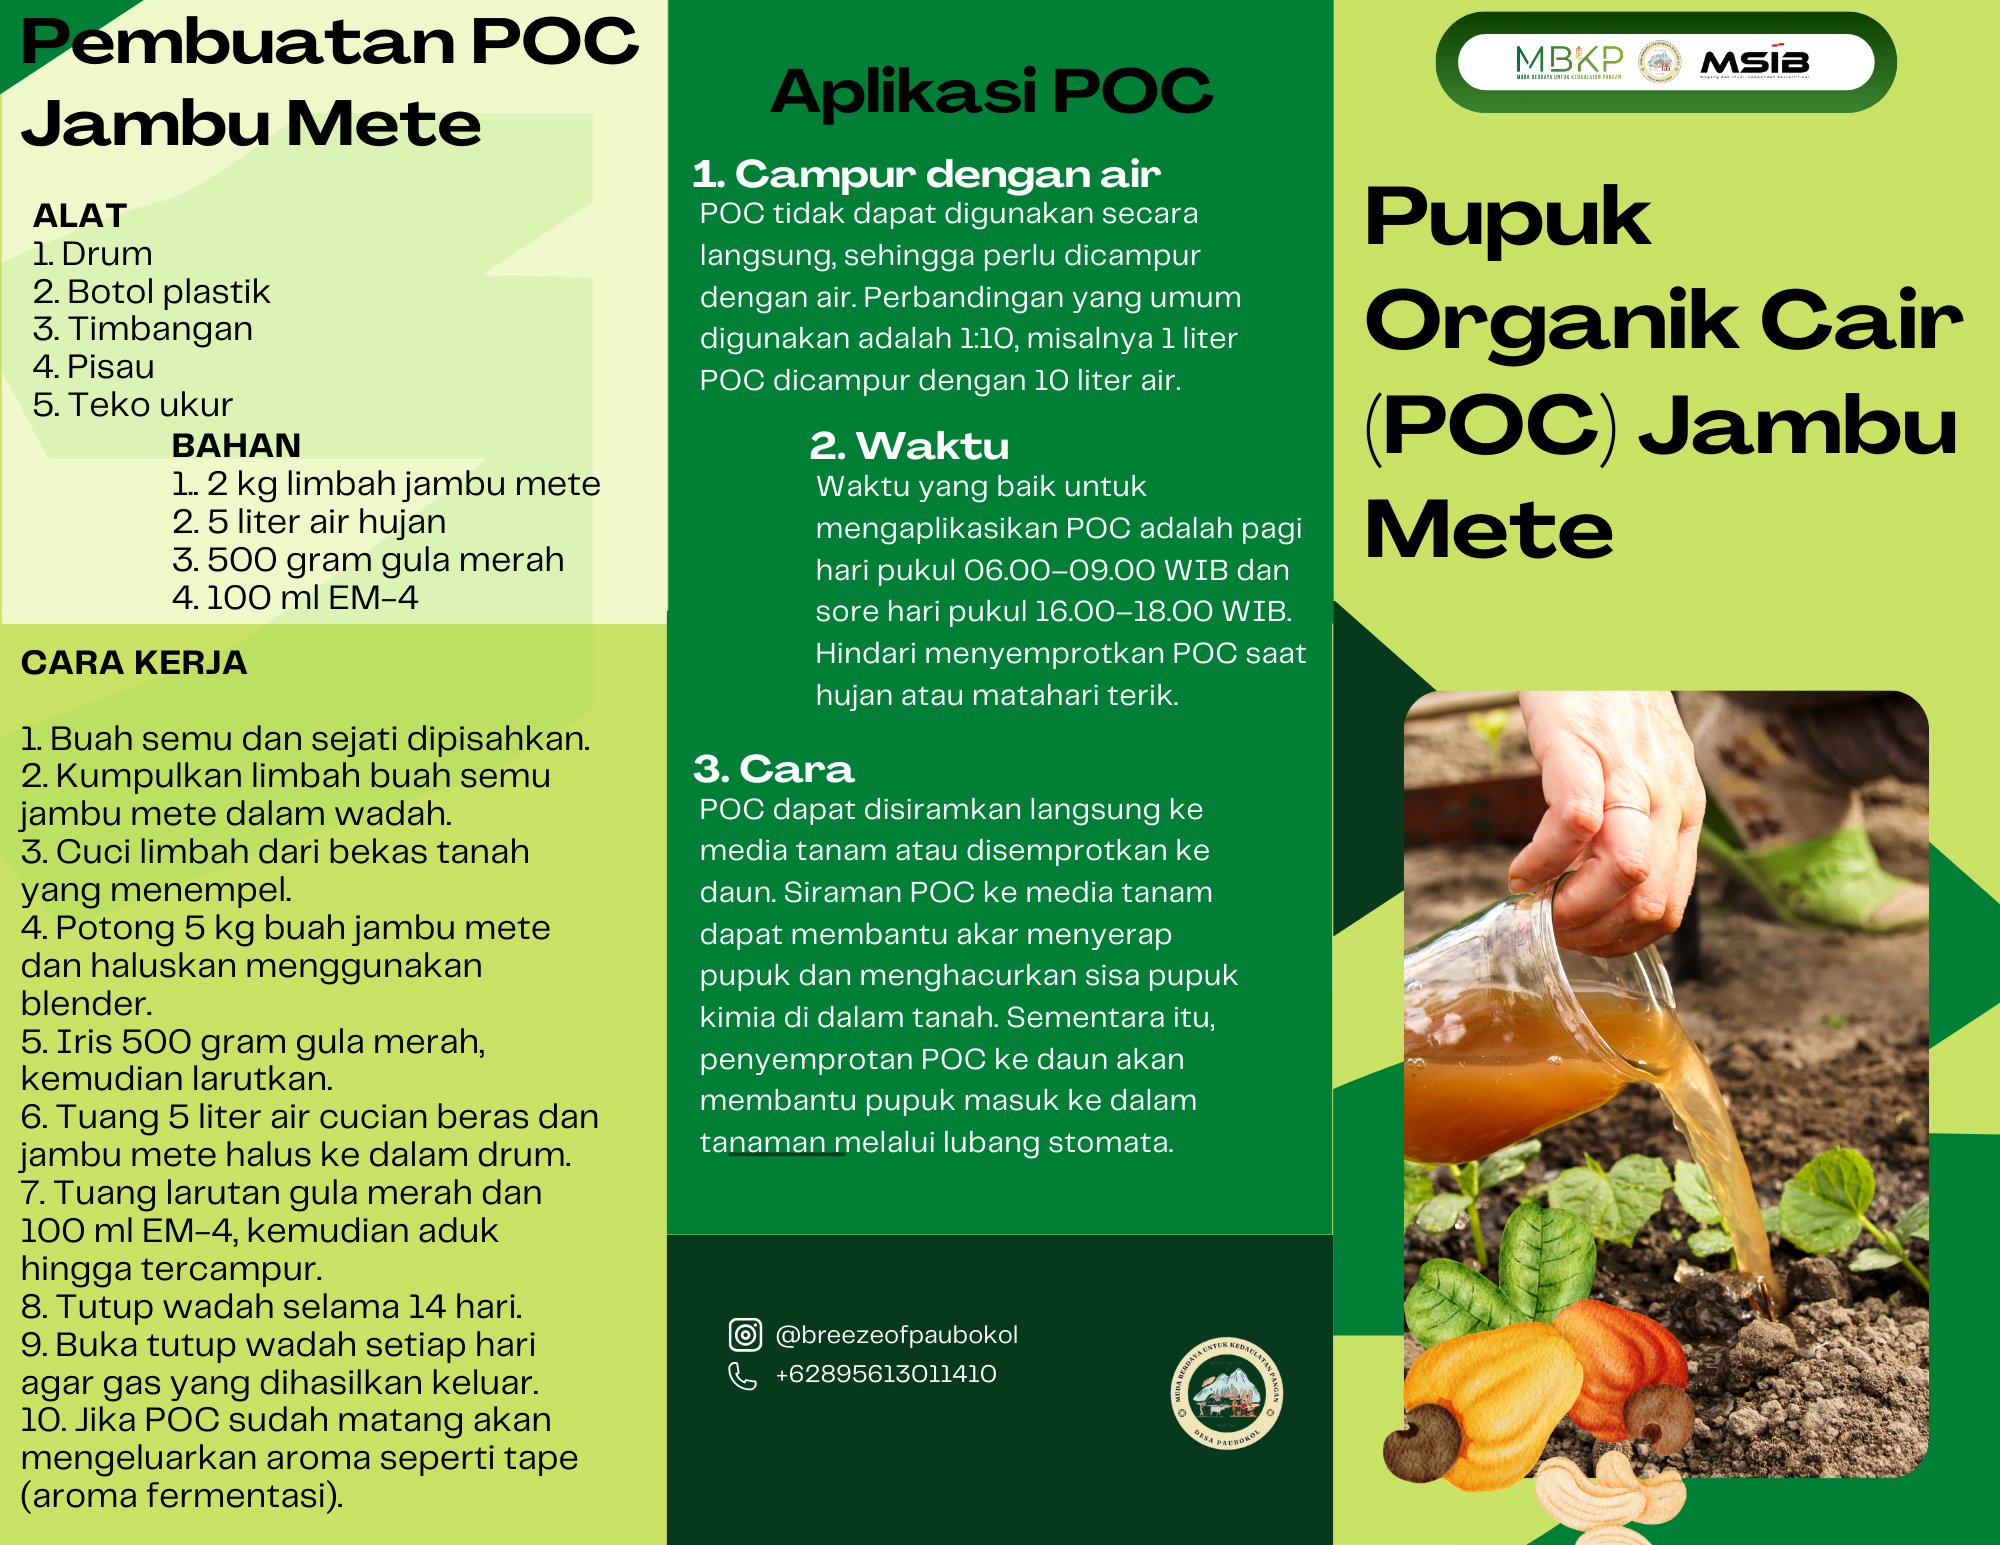 Pembuatan POC
Jambu Mete
ALAT
1. Drum
2. Botol plastik
3. Timbangan
4. Pisau
5. Teko ukur
BAHAN
1.. 2 kg limbah jambu mete
2. 5 liter air hujan
3. 500 gram gula merah
4. 100 ml EM-4
CARA KERJA
1. Buah semu dan sejati dipisahkan.
2. Kumpulkan limbah buah semu
jambu mete dalam wadah.
3. Cuci limbah dari bekas tanah
yang menempel.
4. Potong 5 kg buah jambu mete
dan haluskan menggunakan
blender.
5. Iris 500 gram gula merah,
kemudian larutkan.
6. Tuang 5 liter air cucian beras dan
jambu mete halus ke dalam drum.
7. Tuang larutan gula merah dan
100 ml EM-4, kemudian aduk
hingga tercampur.
8. Tutup wadah selama 14 hari.
9. Buka tutup wadah setiap hari
agar gas yang dihasilkan keluar.
10. Jika POC sudah matang akan
mengeluarkan aroma seperti tape
(aroma fermentasi).
Aplikasi POC
1. Campur dengan air
POC tidak dapat digunakan secara
langsung, sehingga perlu dicampur
dengan air. Perbandingan yang umum
digunakan adalah 1:10, misalnya 1 liter
POC dicampur dengan 10 liter air.
2. Waktu
Waktu yang baik untuk
mengaplikasikan POC adalah pagi
hari pukul 06.00–09.00 WIB dan
sore hari pukul 16.00–18.00 WIB.
Hindari menyemprotkan POC saat
hujan atau matahari terik.
3. Cara
POC dapat disiramkan langsung ke
media tanam atau disemprotkan ke
daun. Siraman POC ke media tanam
dapat membantu akar menyerap
pupuk dan menghacurkan sisa pupuk
kimia di dalam tanah. Sementara itu,
penyemprotan POC ke daun akan
membantu pupuk masuk ke dalam
tanaman melalui lubang stomata.
@breezeofpaubokol
+62895613011410
MUDA BERDAYA UNTUK KEDAULATAN PANGAN
DESA PAUBOKOL
MBKP
MUDA BERDAYA UNTUK KEDAULATAN PANGAN
MSIB
Pupuk
Organik Cair
(POC) Jambu
Mete